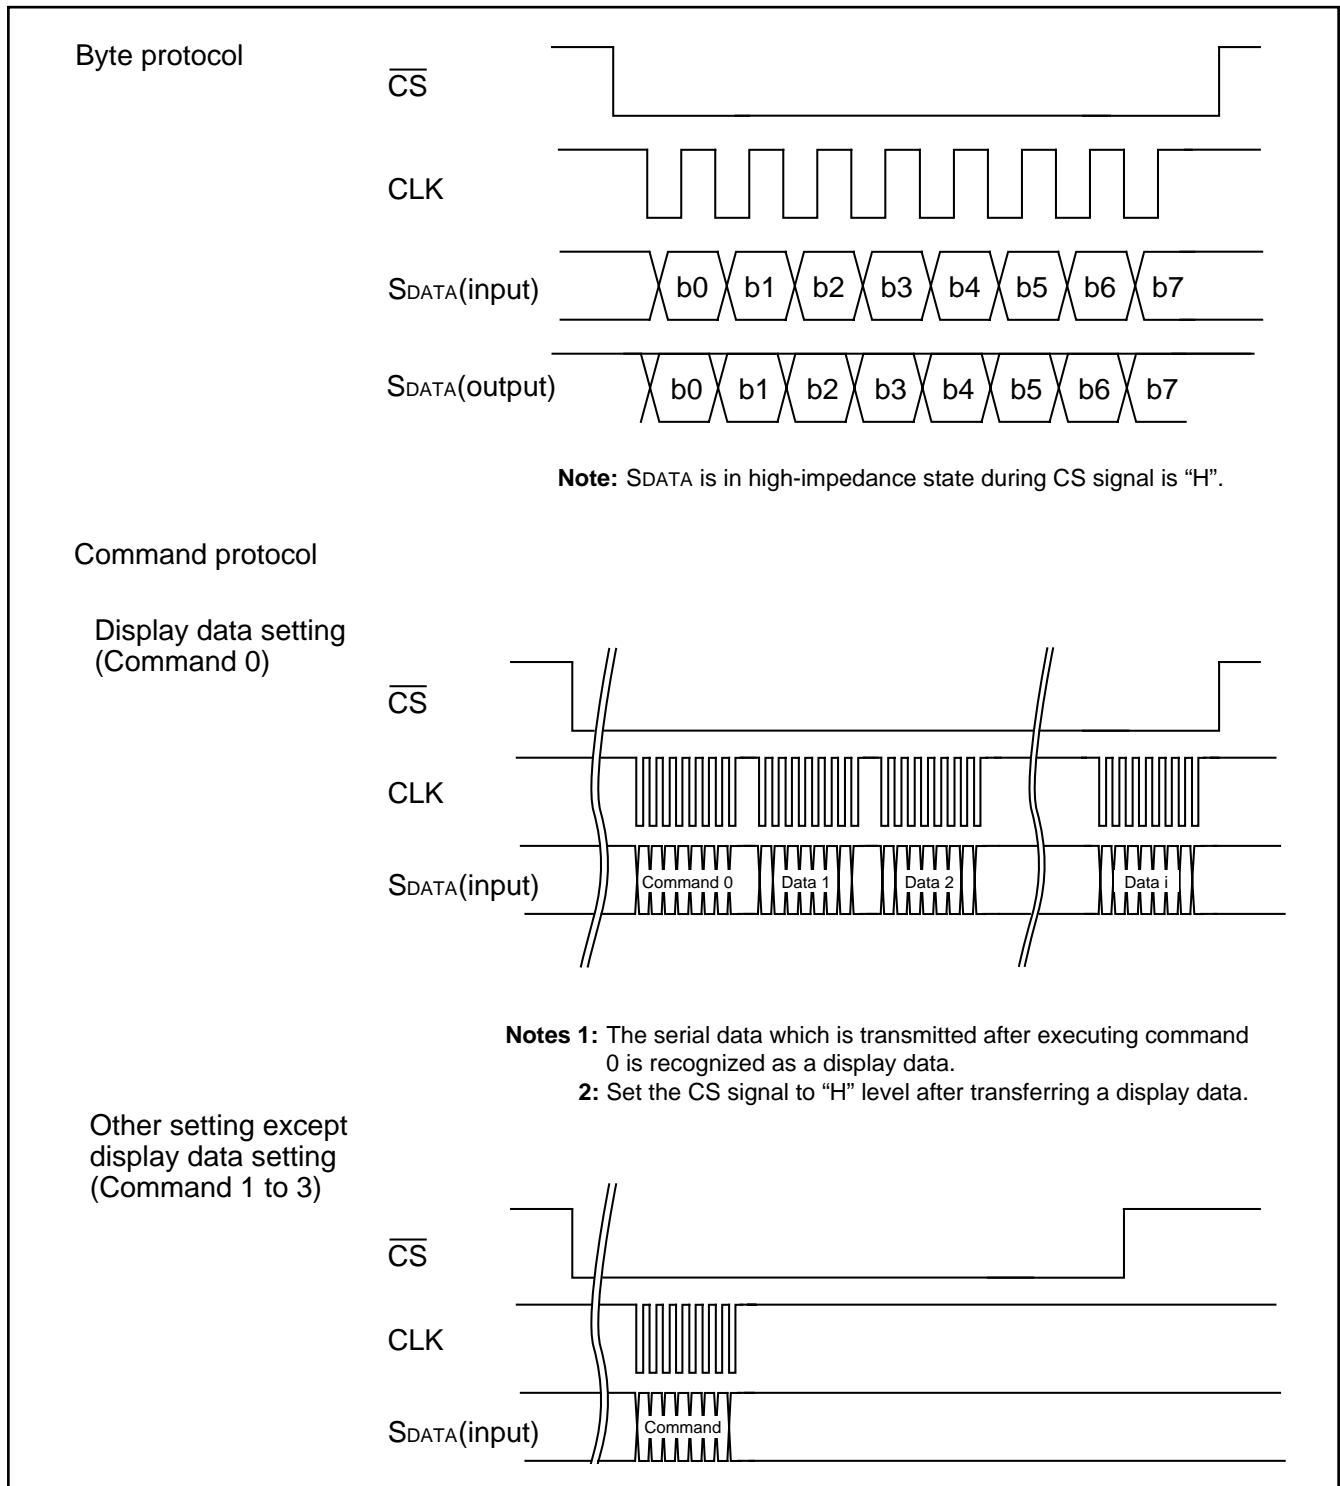 Byte protocol
CS
CLK
SDATA(input)
b0 b1 b2 b3 b4 b5 b6 b7
SDATA(output)
b0 b1 b2 b3 b4 b5 b6 b7
Note: SDATA is in high-impedance state during CS signal is “H”.
Command protocol
Display data setting
(Command 0)
CS
CLK
SDATA(input)
Command 0 Data 1 Data 2 Data i
Notes 1: The serial data which is transmitted after executing command
0 is recognized as a display data.
2: Set the CS signal to “H” level after transferring a display data.
Other setting except
display data setting
(Command 1 to 3)
CS
CLK
SDATA(input)
Command